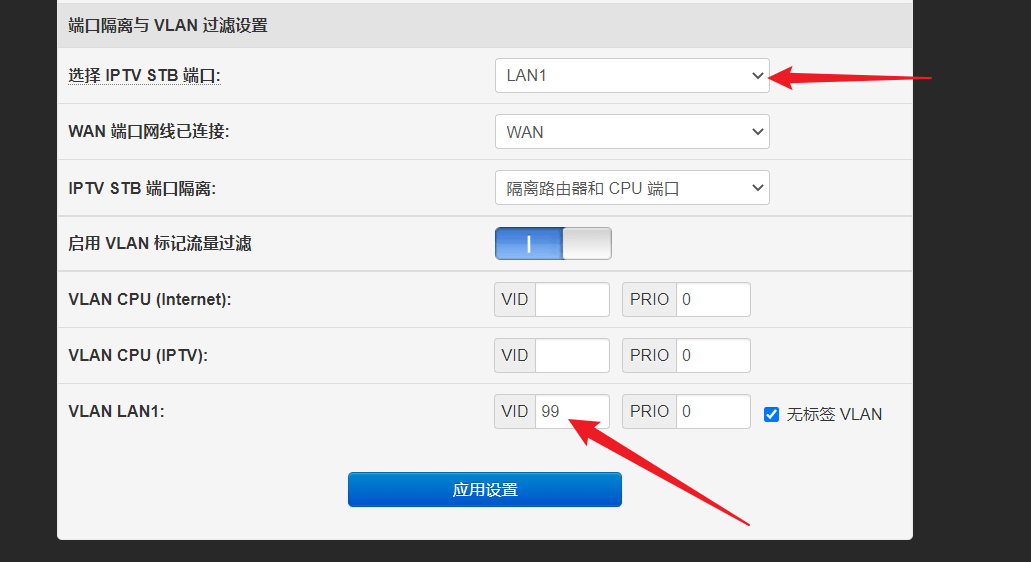 端口隔离与 VLAN 过滤设置
选择 IPTV STB 端口: LAN1
WAN 端口网线已连接: WAN
IPTV STB 端口隔离: 隔离路由器和 CPU 端口
启用 VLAN 标记流量过滤
VLAN CPU (Internet): VID PRIO 0
VLAN CPU (IPTV): VID PRIO 0
VLAN LAN1: VID 99 PRIO 0 无标签 VLAN
应用设置